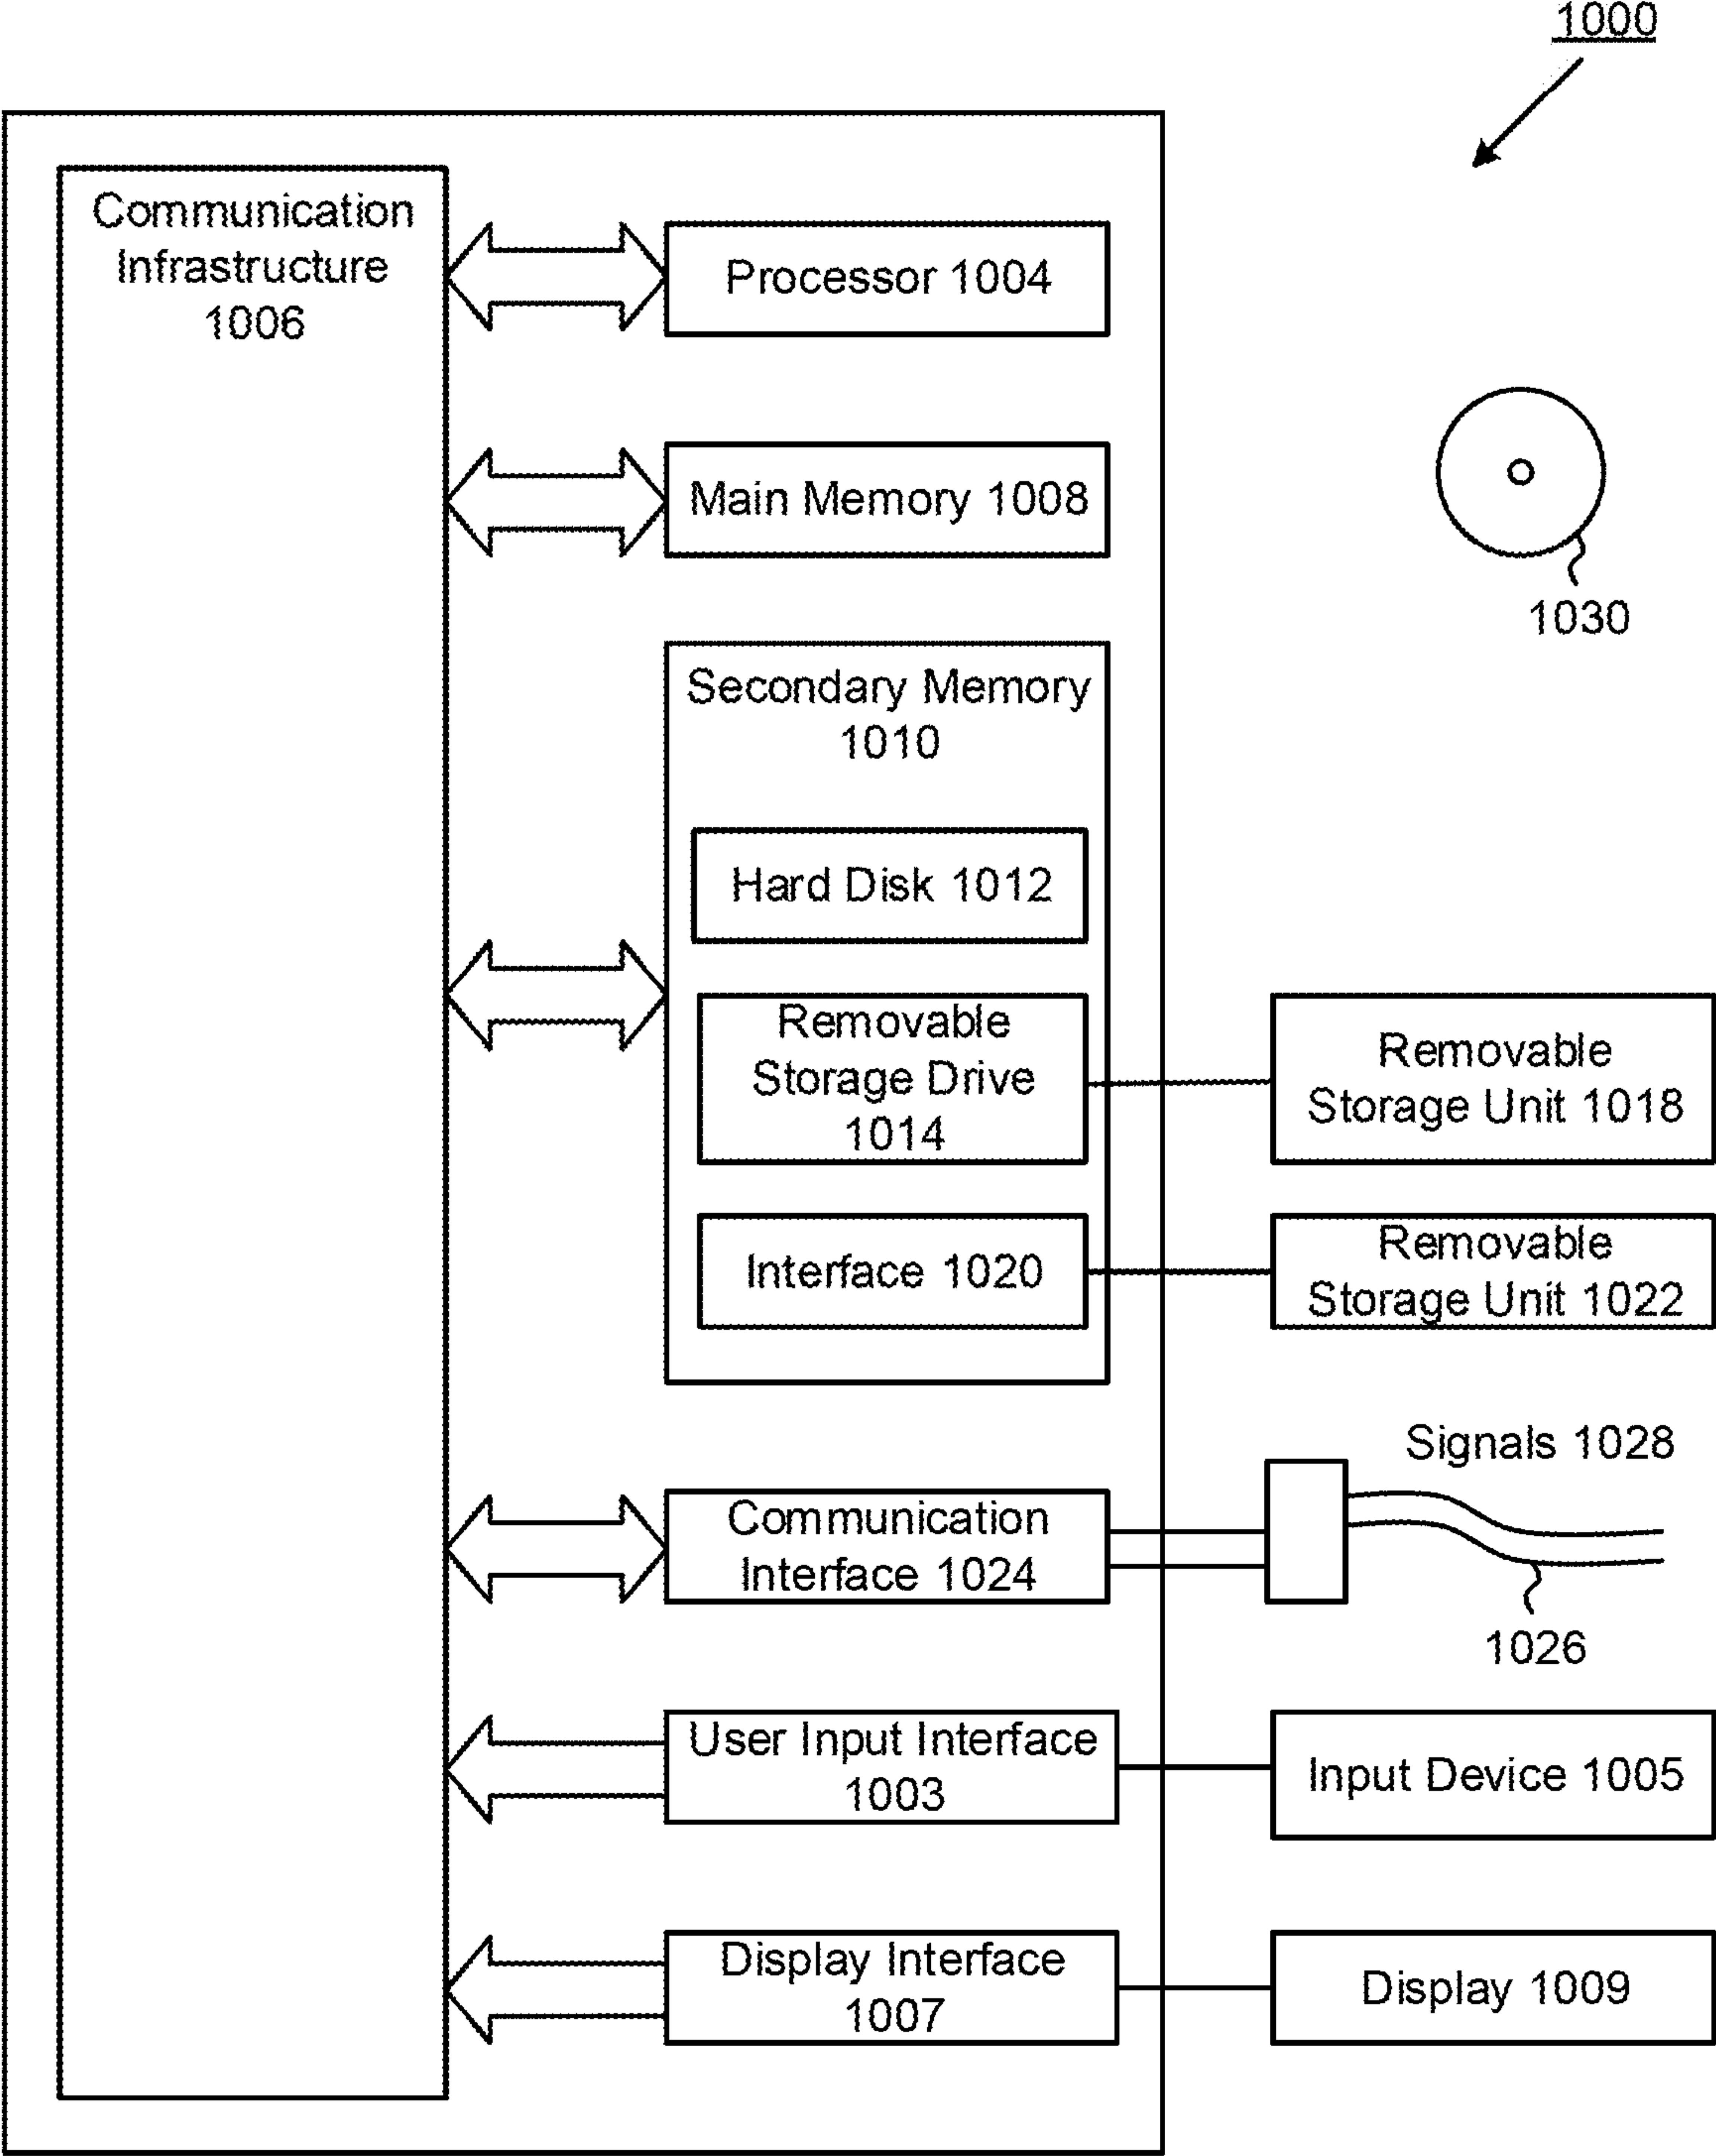 1000
Communication
Infrastructure
1006
Processor 1004
Main Memory 1008
1030
Secondary Memory
1010
Hard Disk 1012
Removable
Storage Drive
1014
Removable
Storage Unit 1018
Interface 1020
Removable
Storage Unit 1022
Signals 1028
Communication
Interface 1024
1026
User Input Interface
1003
Input Device 1005
Display Interface
1007
Display 1009